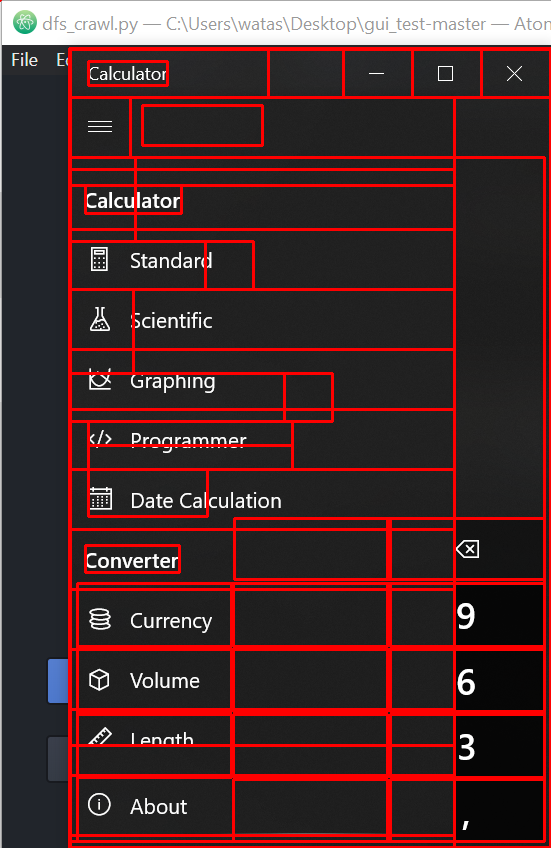 dfs_crawl.py — C:\Users\watas\Desktop\gui_test-master — Atom
File
Calculator
Calculator
Standard
Scientific
Graphing
Programmer
Date Calculation
Converter
Currency
9
Volume
6
Length
3
About
,